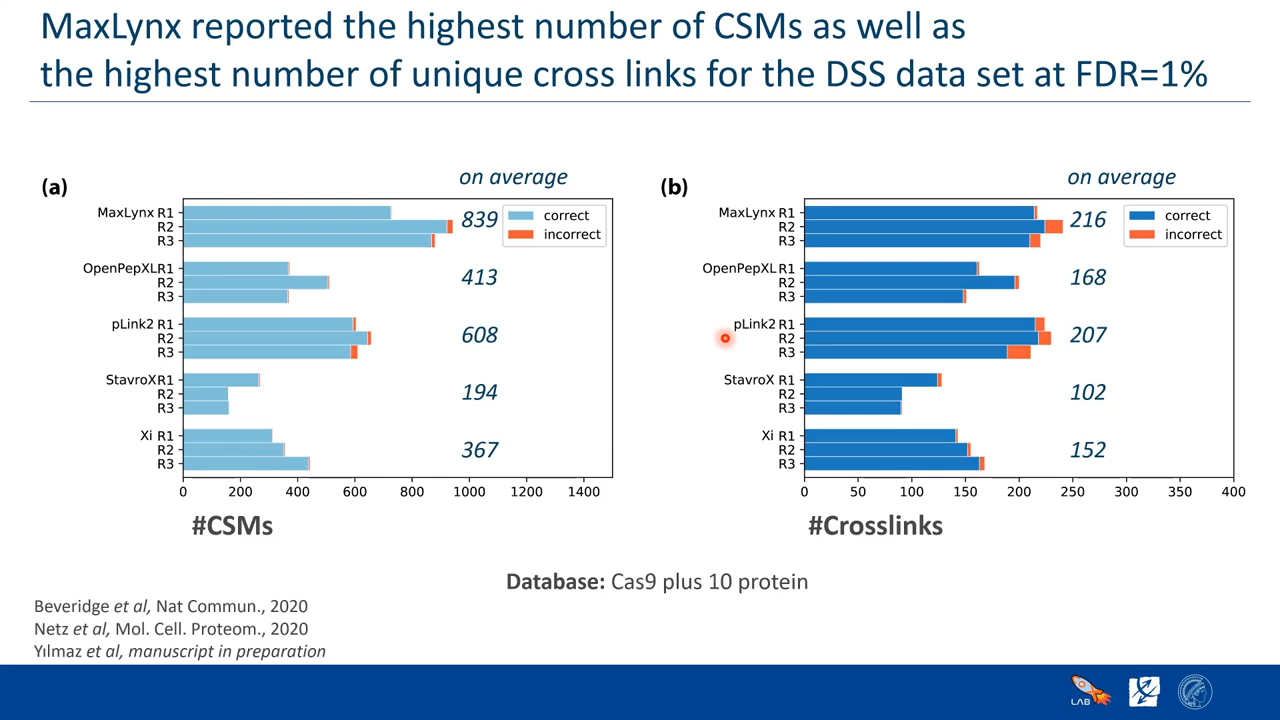 MaxLynx reported the highest number of CSMs as well as
the highest number of unique cross links for the DSS data set at FDR=1%
(a)
on average
correct
incorrect
MaxLynx R1
R2
R3
839
OpenPepXL R1
R2
R3
413
pLink2 R1
R2
R3
608
StavroX R1
R2
R3
194
Xi R1
R2
R3
367
0 200 400 600 800 1000 1200 1400
#CSMs
(b)
on average
correct
incorrect
MaxLynx R1
R2
R3
216
OpenPepXL R1
R2
R3
168
pLink2 R1
R2
R3
207
StavroX R1
R2
R3
102
Xi R1
R2
R3
152
0 50 100 150 200 250 300 350 400
#Crosslinks
Database: Cas9 plus 10 protein
Beveridge et al, Nat Commun., 2020
Netz et al, Mol. Cell. Proteom., 2020
Yılmaz et al, manuscript in preparation
LAB